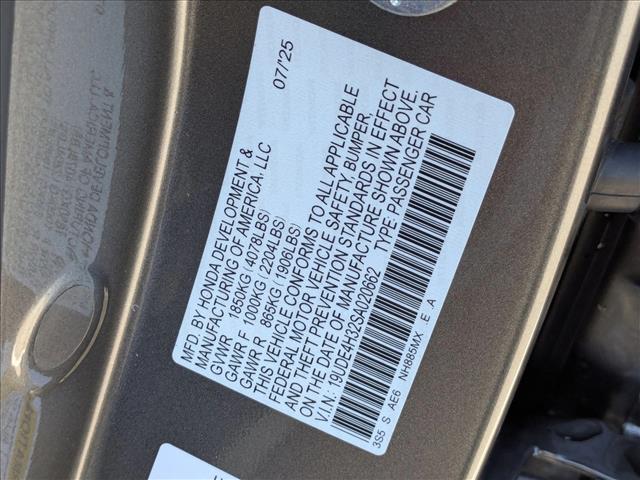 MFD. BY HONDA DEVELOPMENT & 07/'25
MANUFACTURING OF AMERICA, LLC
GVWR 1850KG (4078LBS)
GAWR F 1000KG (2204LBS)
GAWR R 865KG (1906LBS)
THIS VEHICLE CONFORMS TO ALL APPLICABLE
FEDERAL MOTOR VEHICLE SAFETY, BUMPER,
AND THEFT PREVENTION STANDARDS IN EFFECT
ON THE DATE OF MANUFACTURE SHOWN ABOVE.
V.I.N.: 19UDE4H323A020662 TYPE: PASSENGER CAR
3S5 S AE6 NH885MX .E A